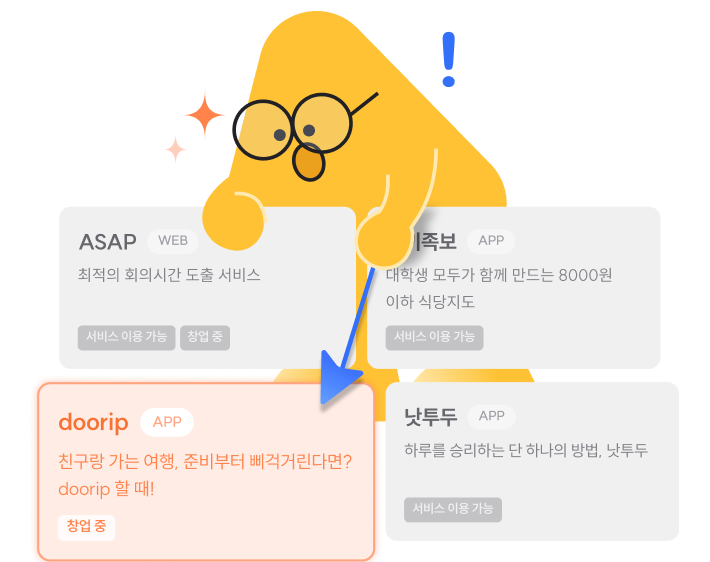 ASAP WEB
최적의 회의시간 도출 서비스
서비스 이용 가능 창업 중
족보 APP
대학생 모두가 함께 만드는 8000원
이하 식당지도
서비스 이용 가능
doorip APP
친구랑 가는 여행, 준비부터 삐걱거린다면?
doorip 할 때!
창업 중
낫투두 APP
하루를 승리하는 단 하나의 방법, 낫투두
서비스 이용 가능